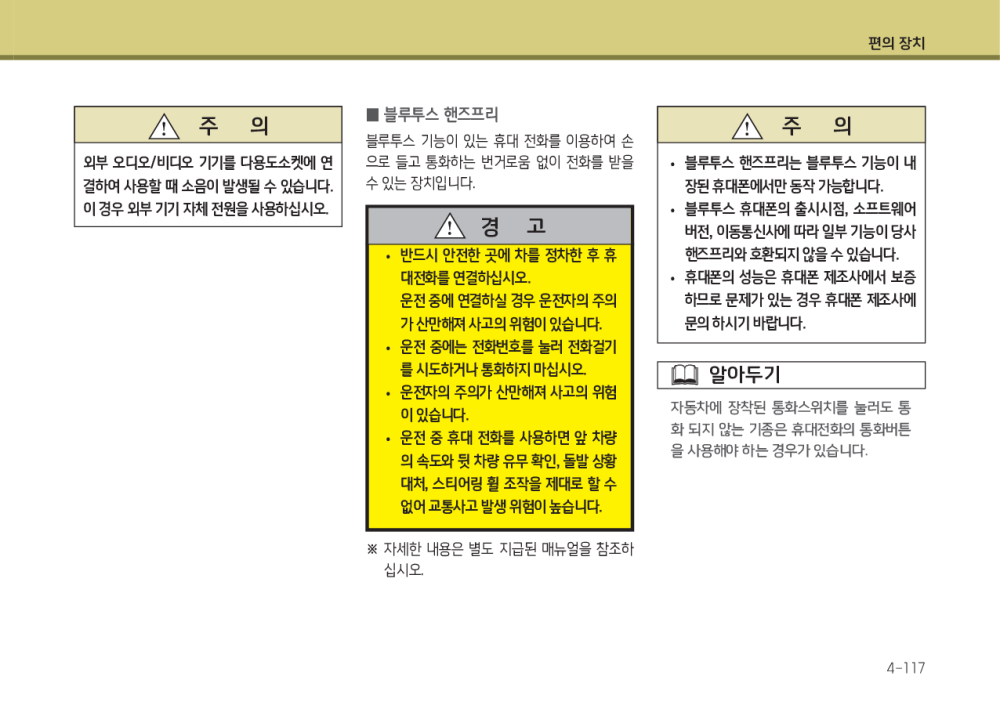 편의 장치
주 의
외부 오디오/비디오 기기를 다용도소켓에 연
결하여 사용할 때 소음이 발생될 수 있습니다.
이 경우 외부 기기 자체 전원을 사용하십시오.
■ 블루투스 핸즈프리
블루투스 기능이 있는 휴대 전화를 이용하여 손
으로 들고 통화하는 번거로움 없이 전화를 받을
수 있는 장치입니다.
경 고
• 반드시 안전한 곳에 차를 정차한 후 휴
대전화를 연결하십시오.
운전 중에 연결하실 경우 운전자의 주의
가 산만해져 사고의 위험이 있습니다.
• 운전 중에는 전화번호를 눌러 전화걸기
를 시도하거나 통화하지 마십시오.
• 운전자의 주의가 산만해져 사고의 위험
이 있습니다.
• 운전 중 휴대 전화를 사용하면 앞 차량
의 속도와 뒷 차량 유무 확인, 돌발 상황
대처, 스티어링 휠 조작을 제대로 할 수
없어 교통사고 발생 위험이 높습니다.
※ 자세한 내용은 별도 지급된 매뉴얼을 참조하
십시오.
주 의
• 블루투스 핸즈프리는 블루투스 기능이 내
장된 휴대폰에서만 동작 가능합니다.
• 블루투스 휴대폰의 출시시점, 소프트웨어
버전, 이동통신사에 따라 일부 기능이 당사
핸즈프리와 호환되지 않을 수 있습니다.
• 휴대폰의 성능은 휴대폰 제조사에서 보증
하므로 문제가 있는 경우 휴대폰 제조사에
문의 하시기 바랍니다.
알아두기
자동차에 장착된 통화스위치를 눌러도 통
화 되지 않는 기종은 휴대전화의 통화버튼
을 사용해야 하는 경우가 있습니다.
4-117